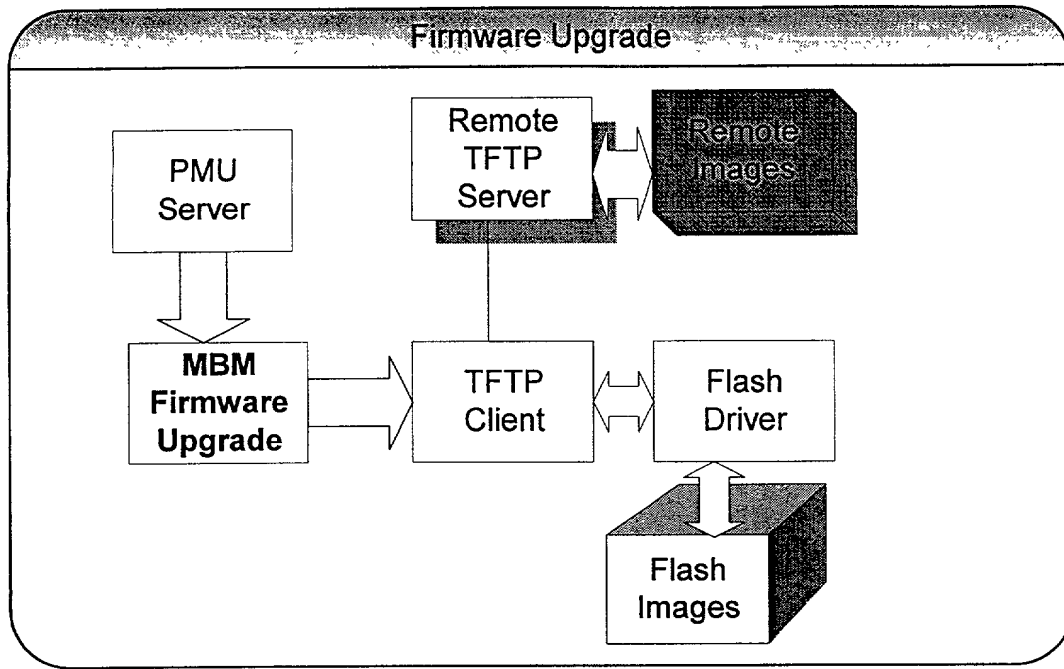 Firmware Upgrade
PMU
Server
Remote
TFTP
Server
Remote
Images
MBM
Firmware
Upgrade
TFTP
Client
Flash
Driver
Flash
Images